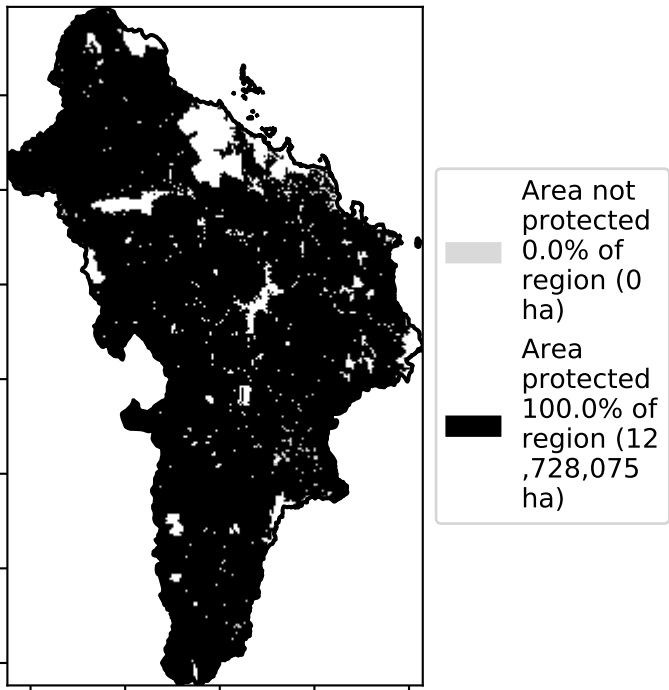 Area not
protected
0.0% of
region (0
ha)
Area
protected
100.0% of
region (12
,728,075
ha)